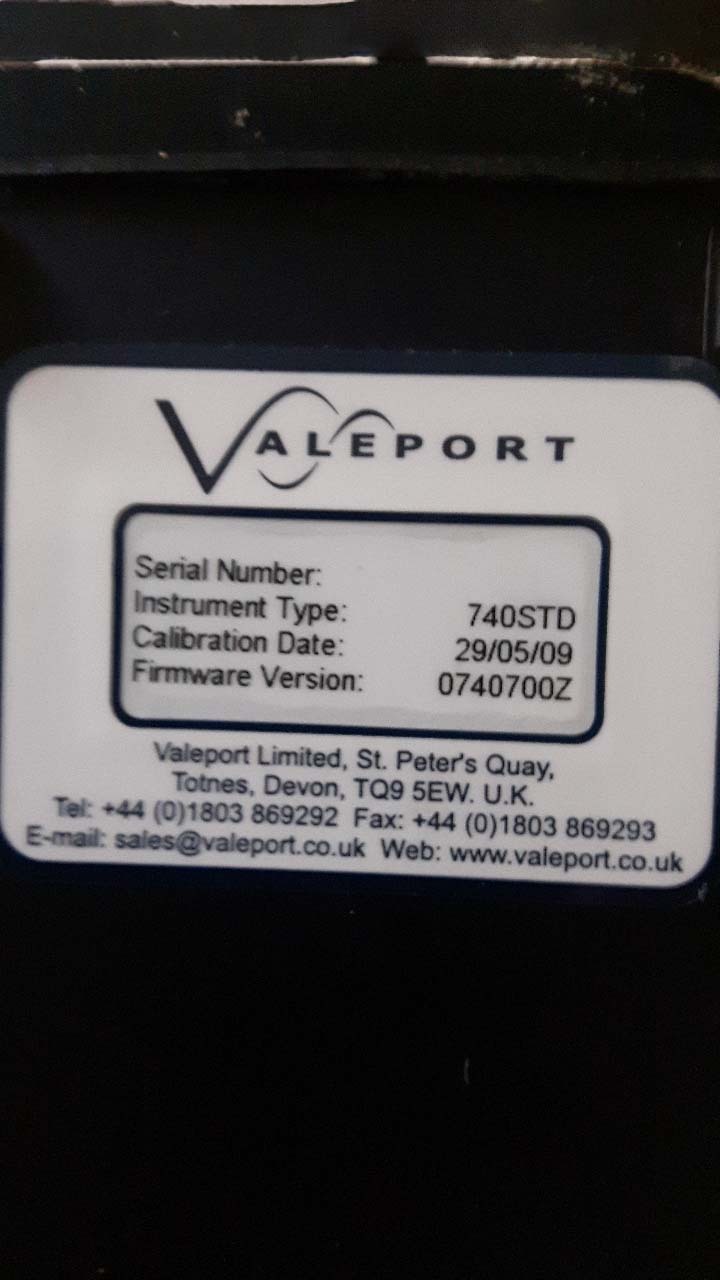 VALEPORT
Serial Number:
Instrument Type: 740STD
Calibration Date: 29/05/09
Firmware Version: 0740700Z
Valeport Limited, St. Peter's Quay,
Totnes, Devon, TQ9 5EW. U.K.
Tel: +44 (0)1803 869292 Fax: +44 (0)1803 869293
E-mail: sales@valeport.co.uk Web: www.valeport.co.uk